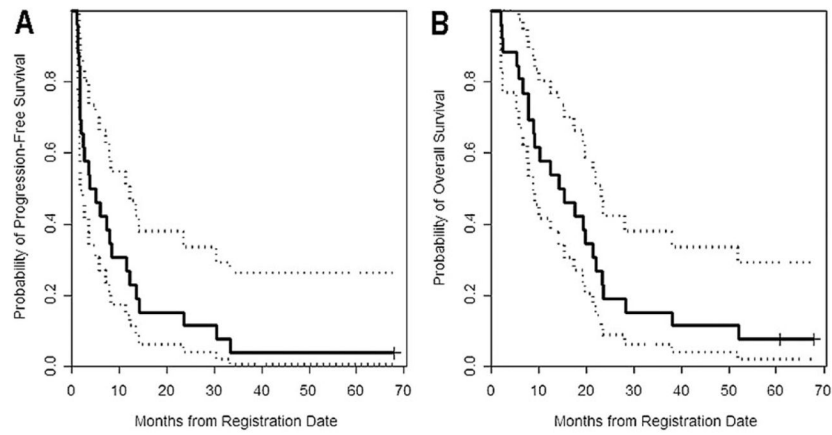 A
Probability of Progression-Free Survival
0.8
0.6
0.4
0.2
0.0
0 10 20 30 40 50 60 70
Months from Registration Date
B
Probability of Overall Survival
0.8
0.6
0.4
0.2
0.0
0 10 20 30 40 50 60 70
Months from Registration Date